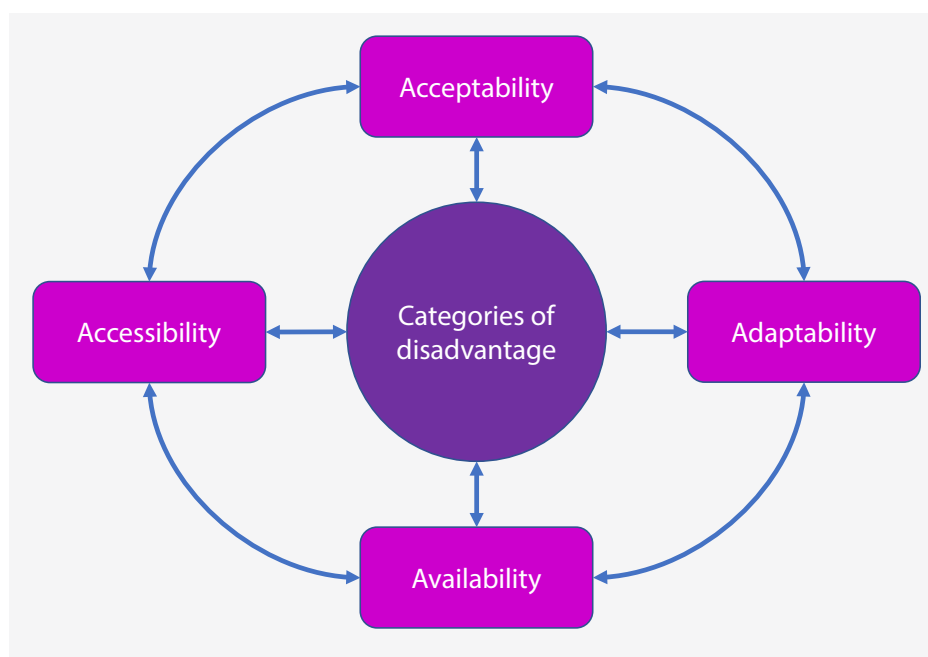 Acceptability
Accessibility
Categories of
disadvantage
Adaptability
Availability